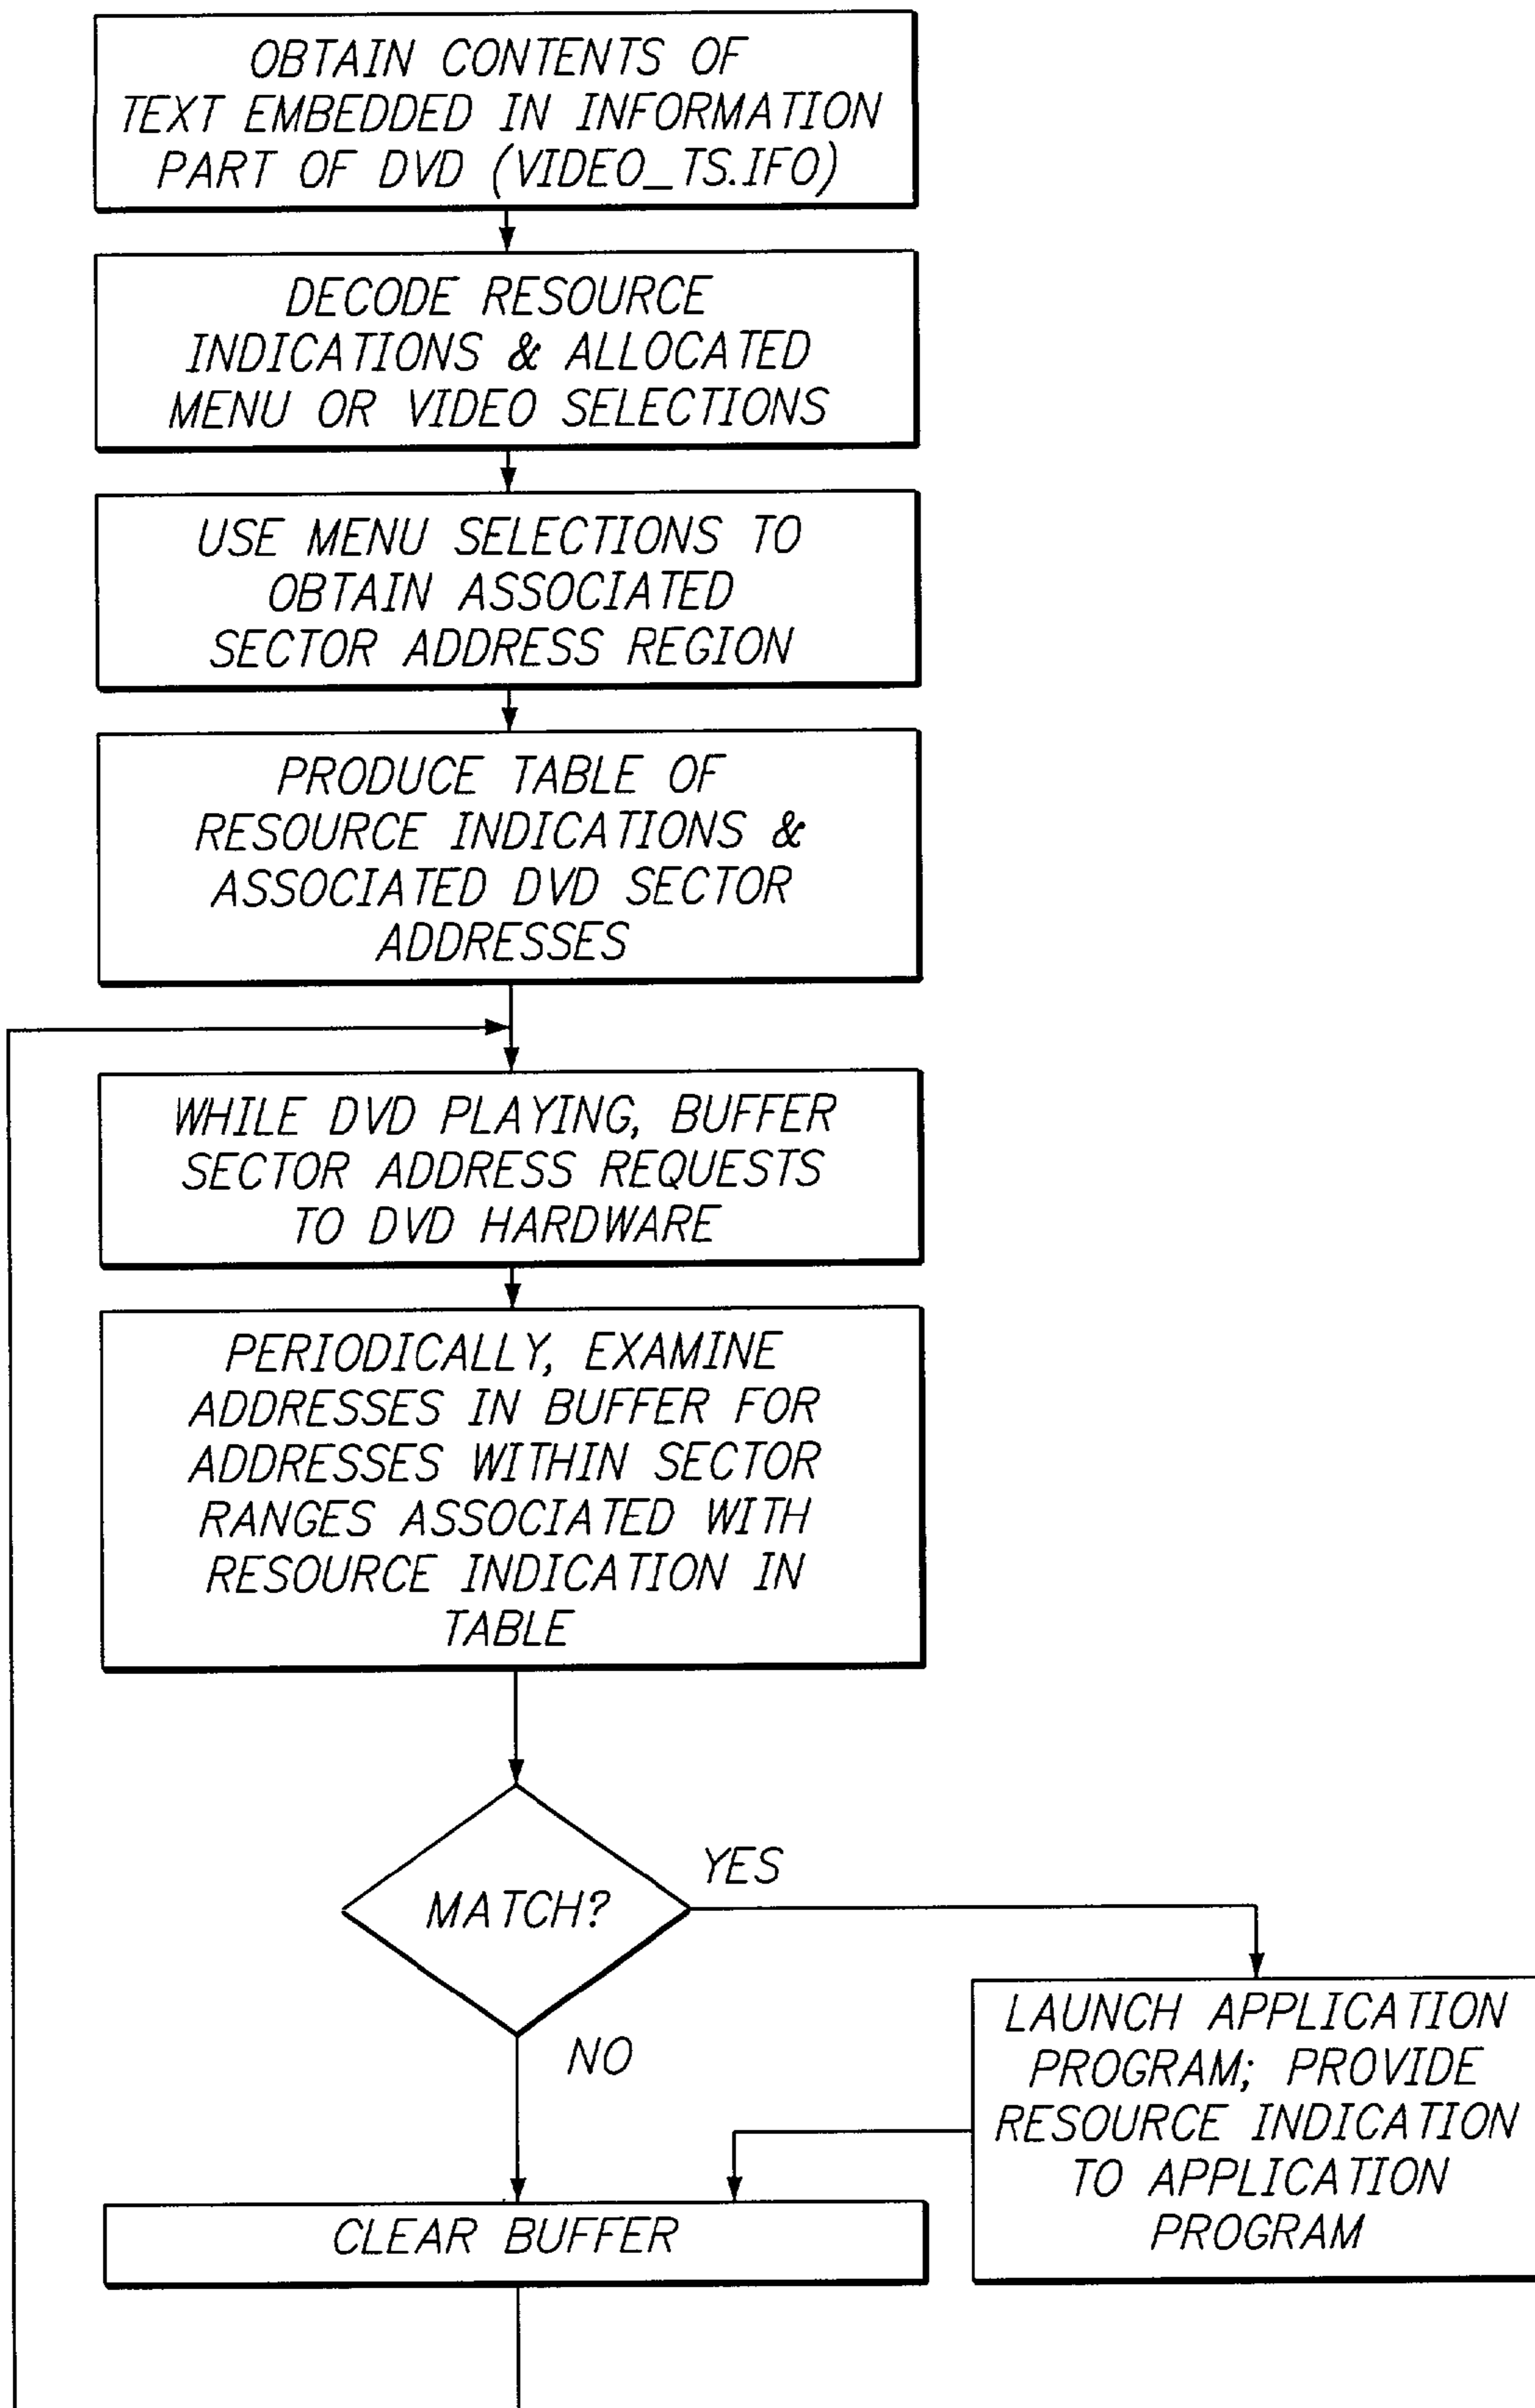 OBTAIN CONTENTS OF
TEXT EMBEDDED IN INFORMATION
PART OF DVD (VIDEO_TS.IFO)
DECODE RESOURCE
INDICATIONS & ALLOCATED
MENU OR VIDEO SELECTIONS
USE MENU SELECTIONS TO
OBTAIN ASSOCIATED
SECTOR ADDRESS REGION
PRODUCE TABLE OF
RESOURCE INDICATIONS &
ASSOCIATED DVD SECTOR
ADDRESSES
WHILE DVD PLAYING, BUFFER
SECTOR ADDRESS REQUESTS
TO DVD HARDWARE
PERIODICALLY, EXAMINE
ADDRESSES IN BUFFER FOR
ADDRESSES WITHIN SECTOR
RANGES ASSOCIATED WITH
RESOURCE INDICATION IN
TABLE
MATCH?
YES
NO
LAUNCH APPLICATION
PROGRAM; PROVIDE
RESOURCE INDICATION
TO APPLICATION
PROGRAM
CLEAR BUFFER